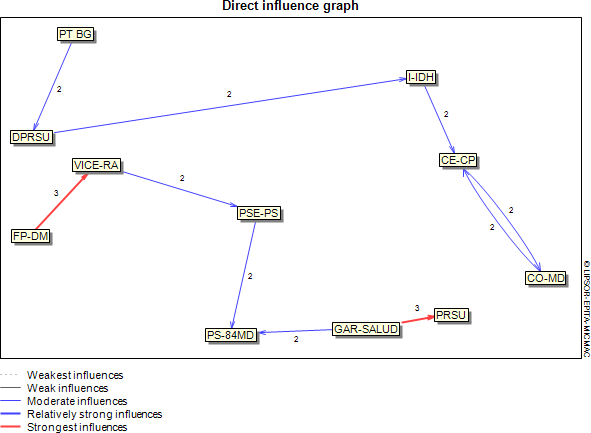 Direct influence graph
PT BG
I-IDH
2
2
2
DPRSU
CE-CP
VICE-RA
2
3
2
PSE-PS
2
FP-DM
2
CO-MD
PRSU
3
GAR-SALUD
PS-84MD
2
© LIPSOR-EPITA-MICMAC
Weakest influences
Weak influences
Moderate influences
Relatively strong influences
Strongest influences